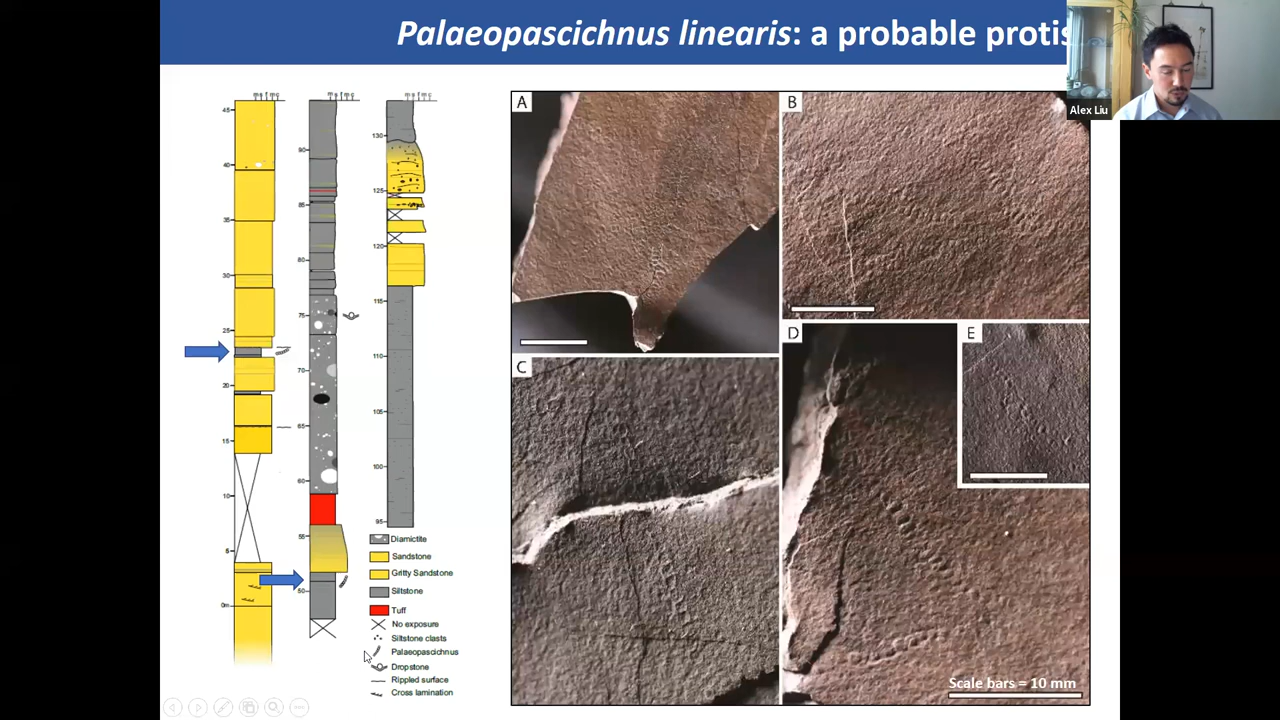 Palaeopascichnus linearis: a probable protis
Alex Liu
m s f m c
45
40
35
30
25
20
15
10
5
0m
m s f m c
90
85
80
75
70
65
60
55
50
m s f m c
130
125
120
115
110
105
100
95
Diamictite
Sandstone
Gritty Sandstone
Siltstone
Tuff
No exposure
Siltstone clasts
Palaeopascichnus
Dropstone
Rippled surface
Cross lamination
A
B
C
D
E
Scale bars = 10 mm